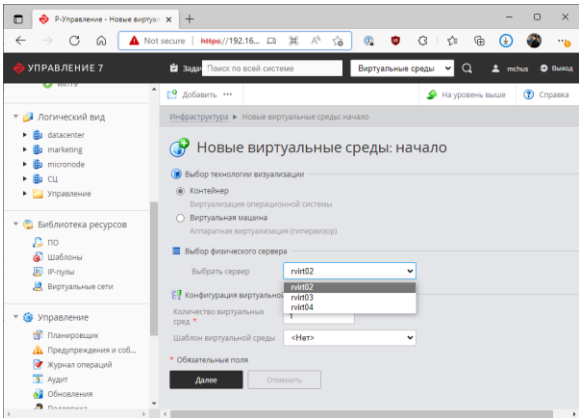 Р-Управление - Новые виртуал
Not secure | https://192.16...
УПРАВЛЕНИЕ 7
Зада
Поиск по всей системе
Виртуальные среды
mchus
Выход
Добавить ...
На уровень выше
Справка
Логический вид
datacenter
marketing
micronode
СЦ
Управление
Библиотека ресурсов
ПО
Шаблоны
IP-пулы
Виртуальные сети
Управление
Планировщик
Предупреждения и соб...
Журнал операций
Аудит
Обновления
Инфраструктура ▸ Новые виртуальные среды: начало
Новые виртуальные среды: начало
Выбор технологии визуализации
Контейнер
Виртуализация операционной системы
Виртуальная машина
Аппаратная виртуализация (гипервизор)
Выбор физического сервера
Выбрать сервер
rvirt02
rvirt02
rvirt03
rvirt04
Конфигурация виртуально
Количество виртуальных
сред *
Шаблон виртуальной среды
<Нет>
* Обязательные поля
Далее
Отменить